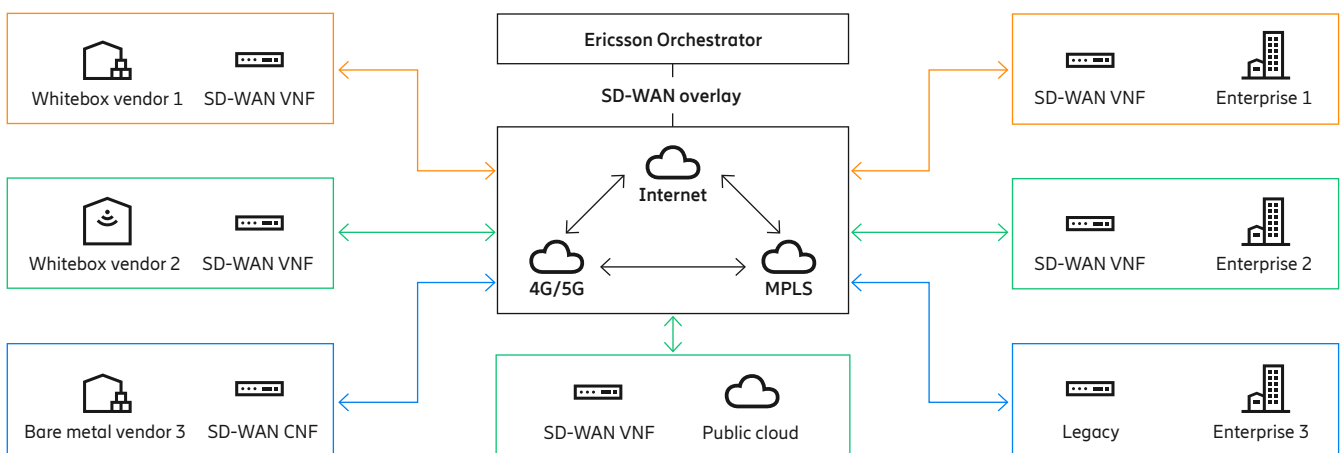 Ericsson Orchestrator
SD-WAN overlay
Whitebox vendor 1 SD-WAN VNF
SD-WAN VNF Enterprise 1
Internet
Whitebox vendor 2 SD-WAN VNF
4G/5G MPLS
SD-WAN VNF Enterprise 2
Bare metal vendor 3 SD-WAN CNF
SD-WAN VNF Public cloud
Legacy Enterprise 3